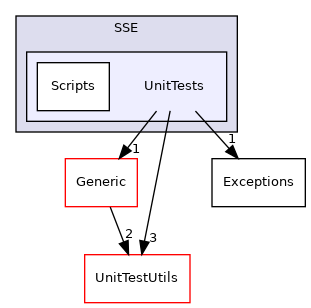 SSE
Scripts
UnitTests
1
1
Generic
Exceptions
2
3
UnitTestUtils